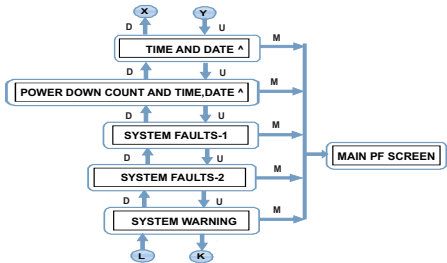 X Y
D U
TIME AND DATE ^ M
D U
POWER DOWN COUNT AND TIME,DATE ^ M
D U
SYSTEM FAULTS-1 M
D U
MAIN PF SCREEN
SYSTEM FAULTS-2 M
D U
SYSTEM WARNING M
L K